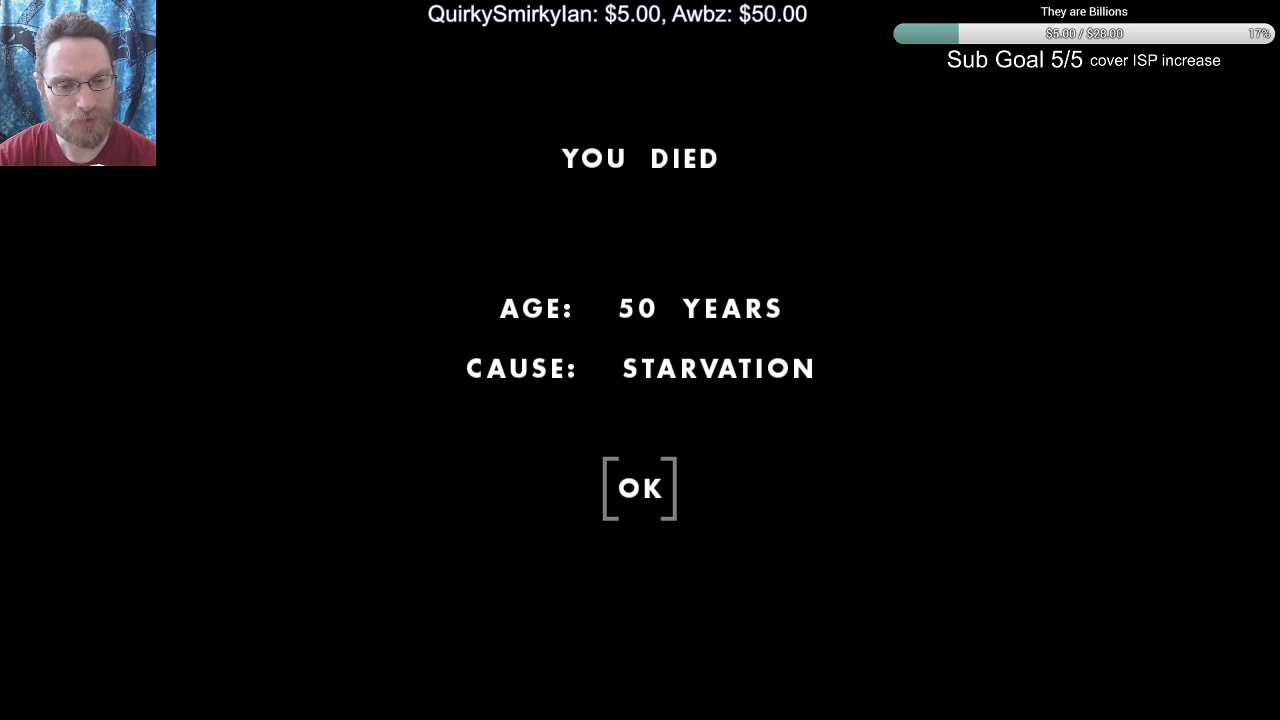 QuirkySmirkyIan: $5.00, Awbz: $50.00
They are Billions
$5.00 / $28.00 17%
Sub Goal 5/5 cover ISP increase
YOU DIED
AGE: 50 YEARS
CAUSE: STARVATION
OK